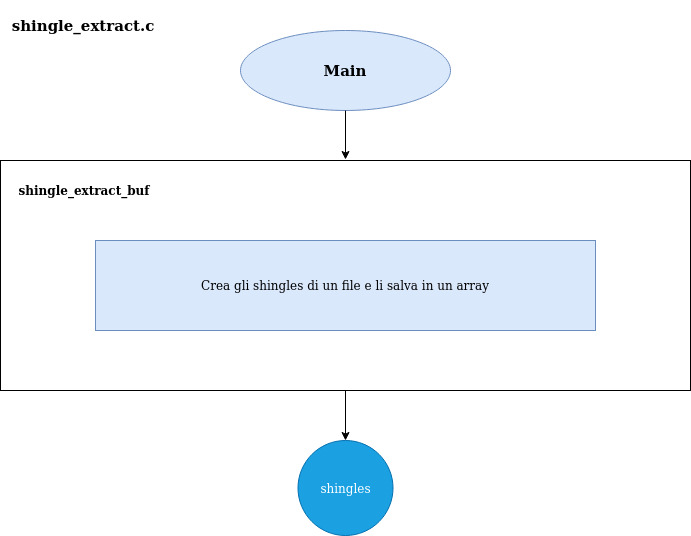 shingle_extract.c
Main
shingle_extract_buf
Crea gli shingles di un file e li salva in un array
shingles